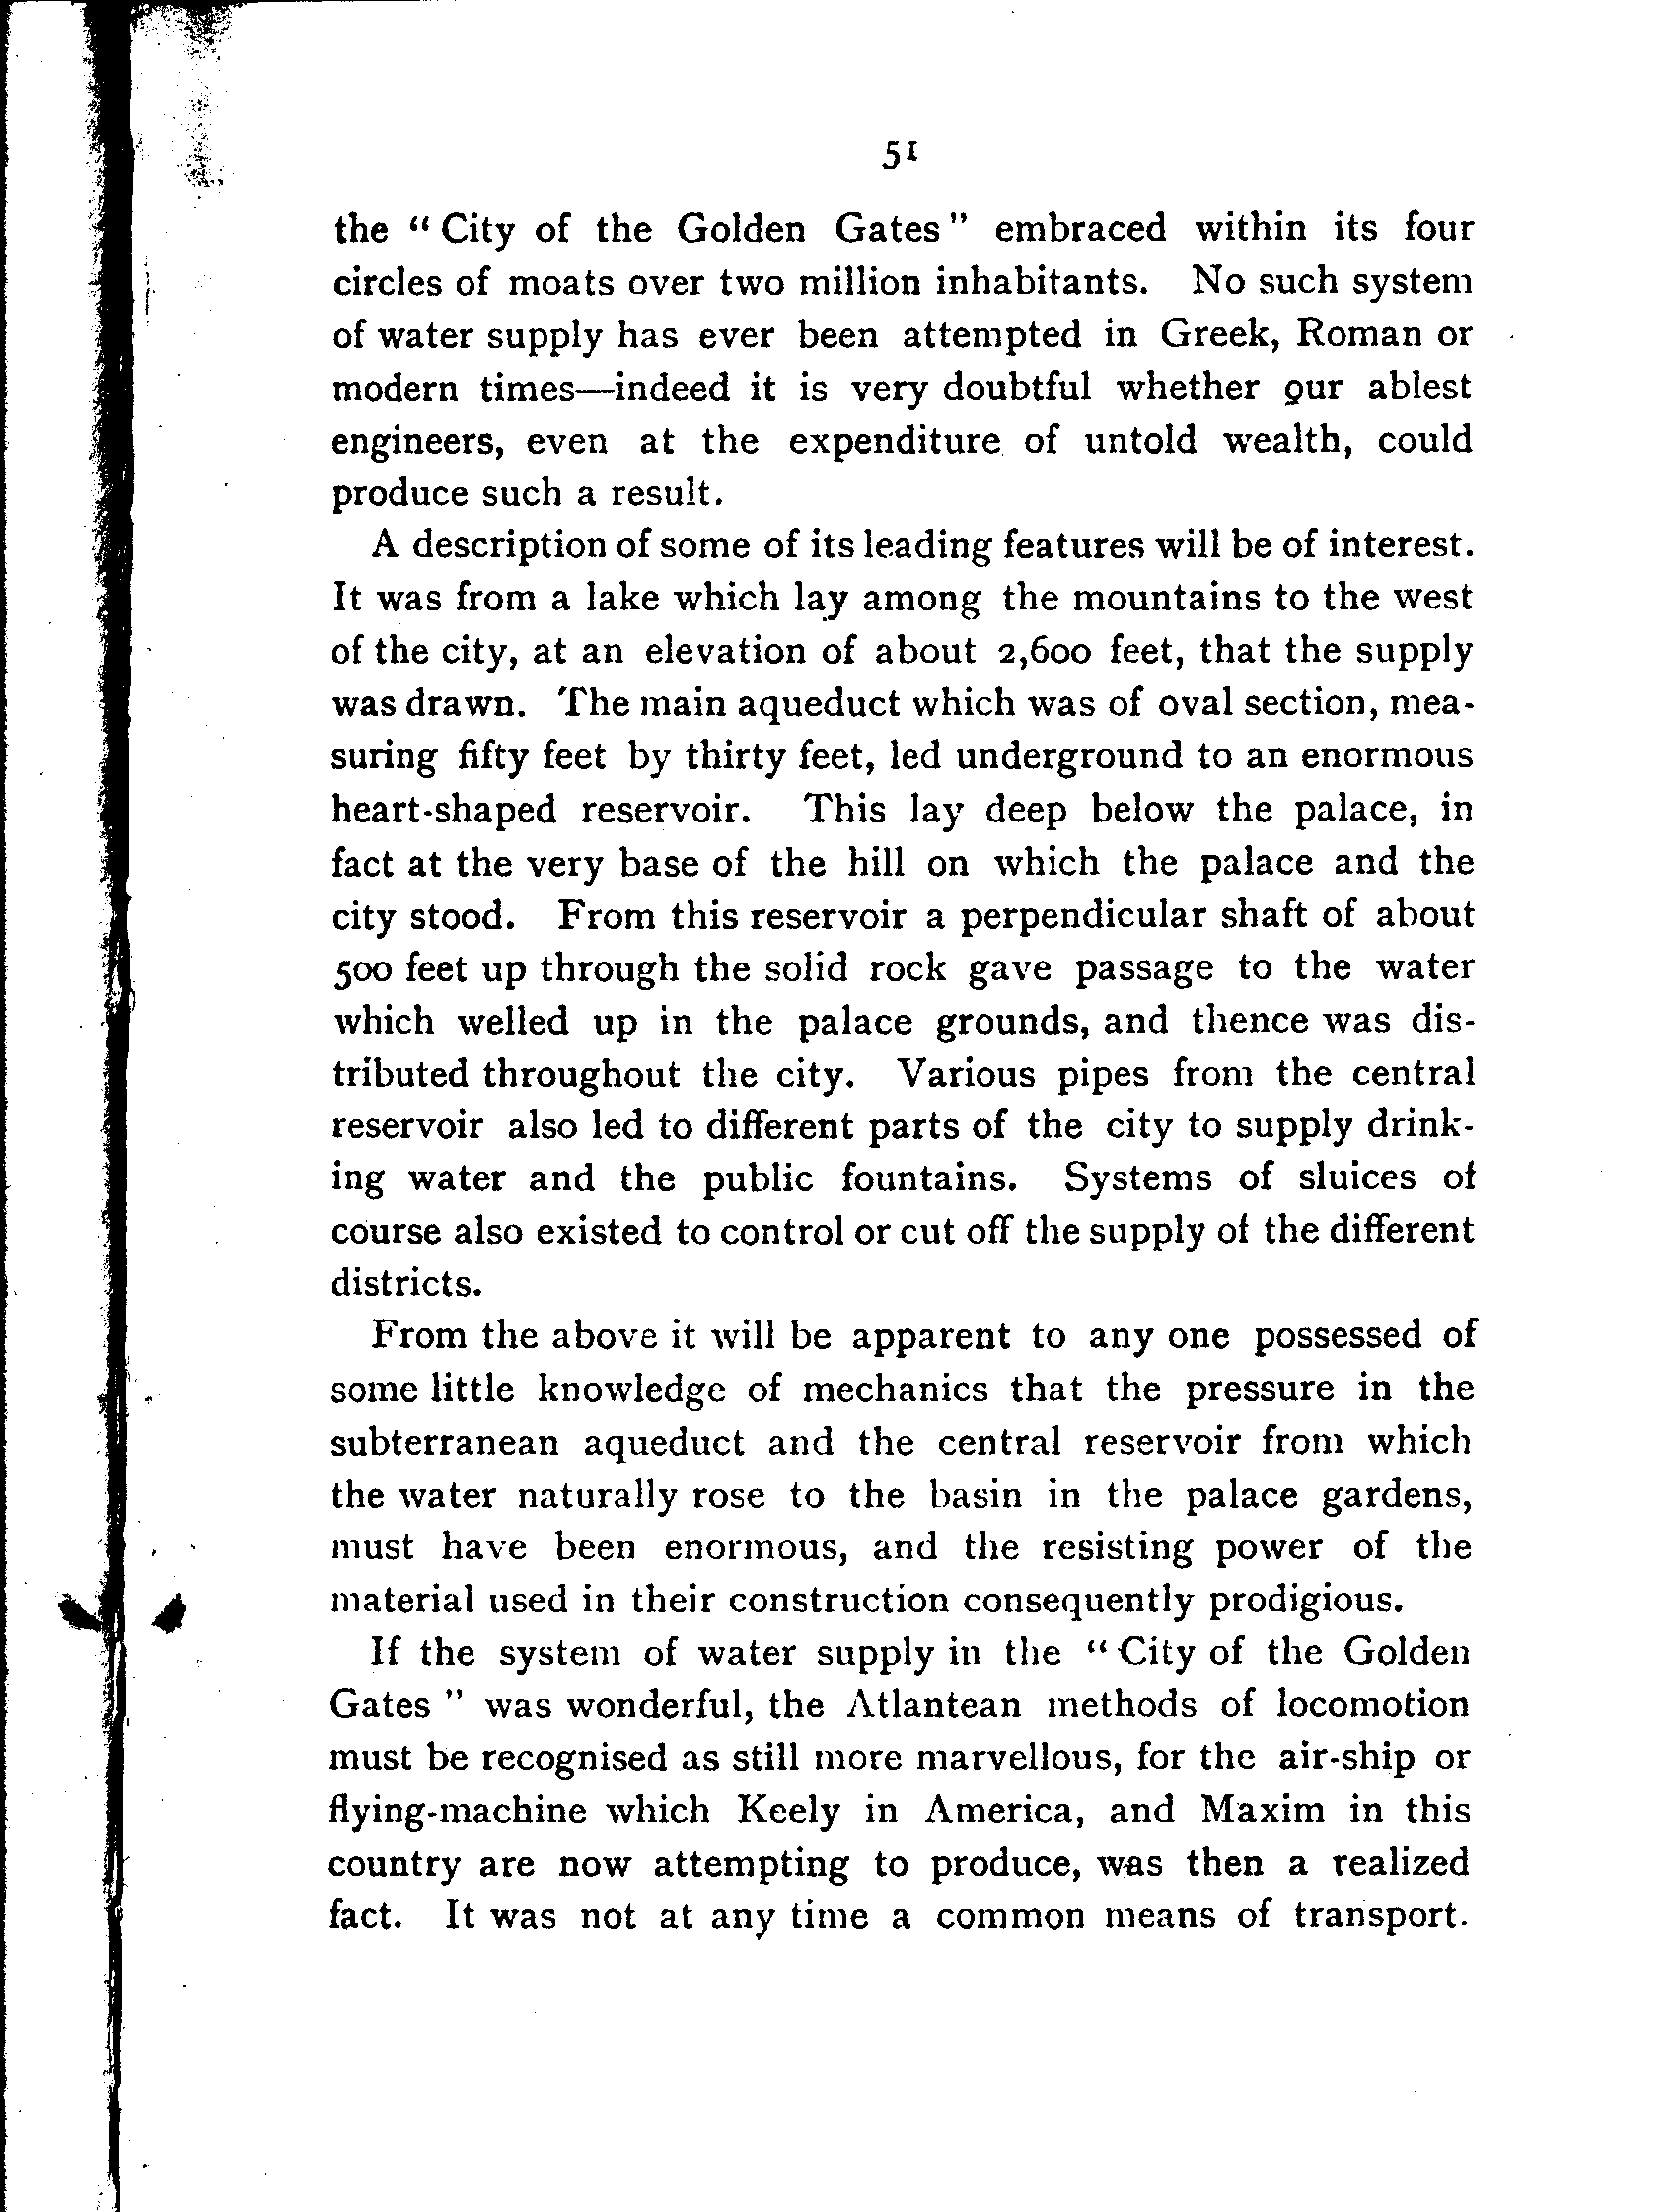 51
the “ City of the Golden Gates ” embraced within its four
circles of moats over two million inhabitants. No such system
of water supply has ever been attempted in Greek, Roman or
modern times—indeed it is very doubtful whether our ablest
engineers, even at the expenditure of untold wealth, could
produce such a result.
A description of some of its leading features will be of interest.
It was from a lake which lay among the mountains to the west
of the city, at an elevation of about 2,600 feet, that the supply
was drawn. The main aqueduct which was of oval section, mea-
suring fifty feet by thirty feet, led underground to an enormous
heart-shaped reservoir. This lay deep below the palace, in
fact at the very base of the hill on which the palace and the
city stood. From this reservoir a perpendicular shaft of about
500 feet up through the solid rock gave passage to the water
which welled up in the palace grounds, and thence was dis-
tributed throughout the city. Various pipes from the central
reservoir also led to different parts of the city to supply drink-
ing water and the public fountains. Systems of sluices of
course also existed to control or cut off the supply of the different
districts.
From the above it will be apparent to any one possessed of
some little knowledge of mechanics that the pressure in the
subterranean aqueduct and the central reservoir from which
the water naturally rose to the basin in the palace gardens,
must have been enormous, and the resisting power of the
material used in their construction consequently prodigious.
If the system of water supply in the “ City of the Golden
Gates ” was wonderful, the Atlantean methods of locomotion
must be recognised as still more marvellous, for the air-ship or
flying-machine which Keely in America, and Maxim in this
country are now attempting to produce, was then a realized
fact. It was not at any time a common means of transport.